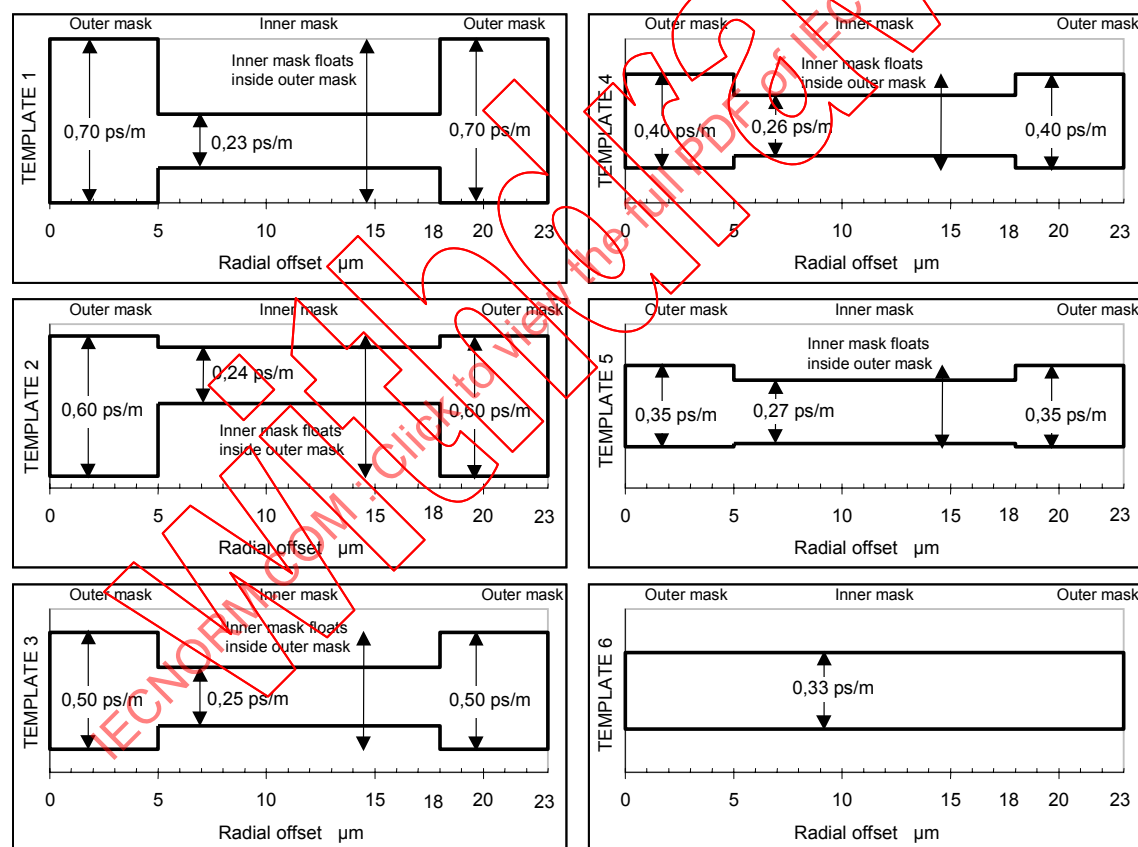 Outer mask Inner mask Outer mask
TEMPLATE 1
Inner mask floats
inside outer mask
0,70 ps/m
0,23 ps/m
0,70 ps/m
0 5 10 15 18 20 23
Radial offset µm
Outer mask Inner mask Outer mask
TEMPLATE 4
Inner mask floats
inside outer mask
0,40 ps/m
0,26 ps/m
0,40 ps/m
0 5 10 15 18 20 23
Radial offset µm
Outer mask Inner mask Outer mask
TEMPLATE 2
0,24 ps/m
0,60 ps/m
0,60 ps/m
Inner mask floats
inside outer mask
0 5 10 15 18 20 23
Radial offset µm
Outer mask Inner mask Outer mask
TEMPLATE 5
Inner mask floats
inside outer mask
0,35 ps/m
0,27 ps/m
0,35 ps/m
0 5 10 15 18 20 23
Radial offset µm
Outer mask Inner mask Outer mask
TEMPLATE 3
Inner mask floats
inside outer mask
0,50 ps/m
0,25 ps/m
0,50 ps/m
0 5 10 15 18 20 23
Radial offset µm
Outer mask Inner mask Outer mask
TEMPLATE 6
0,33 ps/m
0 5 10 15 18 20 23
Radial offset µm
IECNORM.COM : Click to view the full PDF of IEC